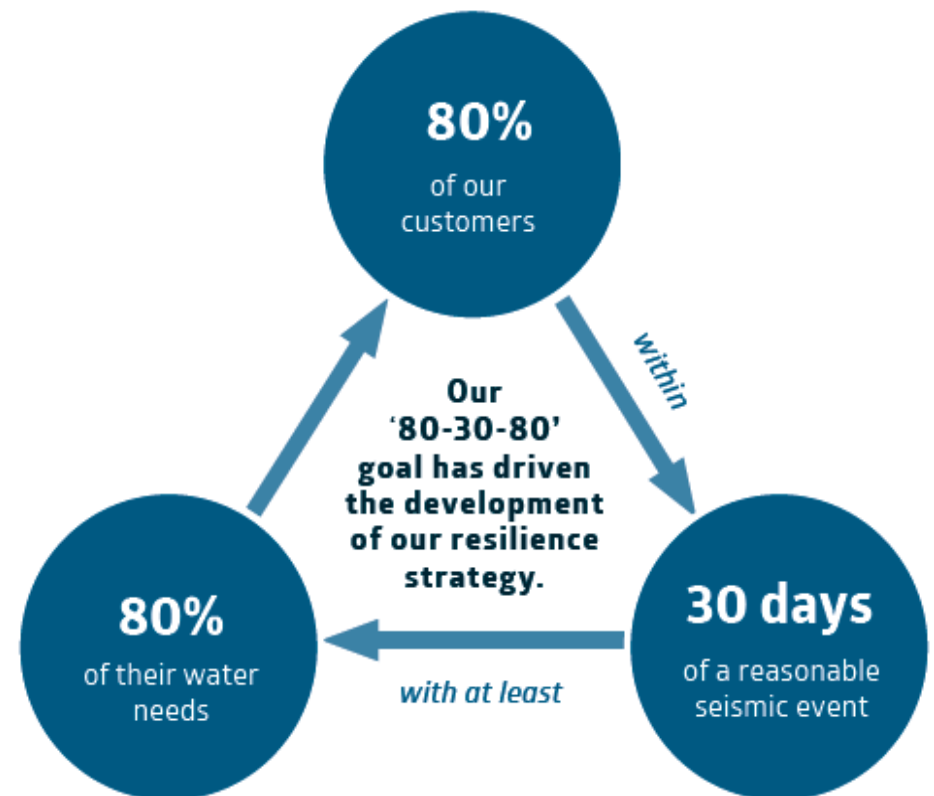 80%
of our
customers
within
Our
‘80-30-80’
goal has driven
the development
of our resilience
strategy.
30 days
of a reasonable
seismic event
with at least
80%
of their water
needs